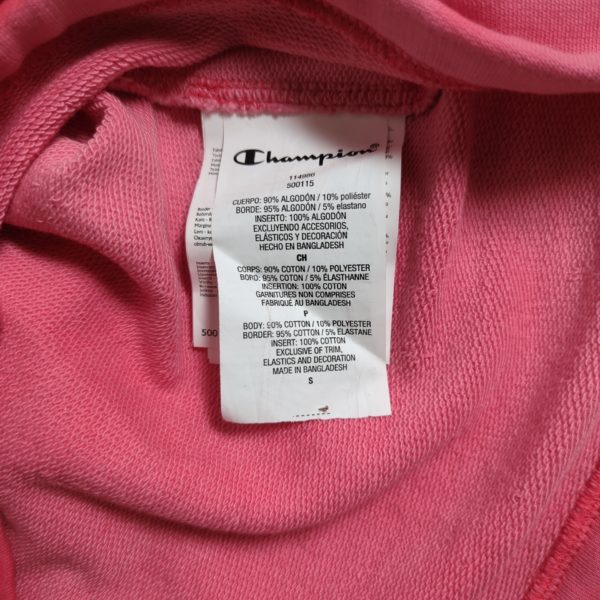 Champion®
114986
500115
CUERPO: 90% ALGODÓN / 10% poliéster
BORDE: 95% ALGODÓN / 5% elastano
INSERTO: 100% ALGODÓN
EXCLUYENDO ACCESORIOS,
ELÁSTICOS Y DECORACIÓN
HECHO EN BANGLADESH
CH
CORPS: 90% COTON / 10% POLYESTER
BORD: 95% COTON / 5% ÉLASTHANNE
INSERTION: 100% COTON
GARNITURES NON COMPRISES
FABRIQUÉ AU BANGLADESH
P
BODY: 90% COTTON / 10% POLYESTER
BORDER: 95% COTTON / 5% ELASTANE
INSERT: 100% COTTON
EXCLUSIVE OF TRIM,
ELASTICS AND DECORATION
MADE IN BANGLADESH
S
500